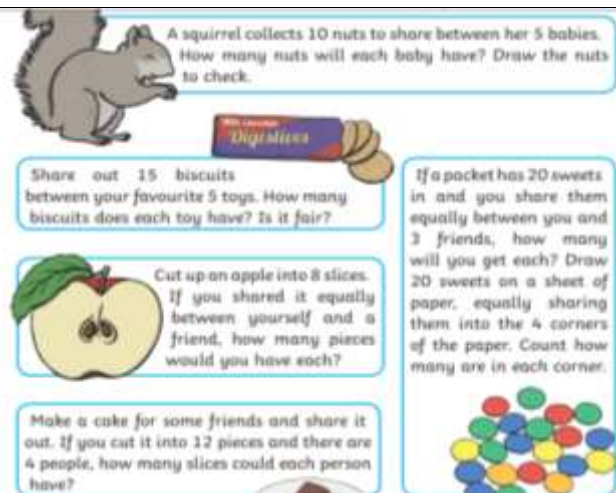 A squirrel collects 10 nuts to share between her 5 babies.
How many nuts will each baby have? Draw the nuts
to check.
Digestives
Share out 15 biscuits
between your favourite 5 toys. How many
biscuits does each toy have? Is it fair?
Cut up an apple into 8 slices.
If you shared it equally
between yourself and a
friend, how many pieces
would you have each?
Make a cake for some friends and share it
out. If you cut it into 12 pieces and there are
4 people, how many slices could each person
have?
If a packet has 20 sweets
in and you share them
equally between you and
3 friends, how many
will you get each? Draw
20 sweets on a sheet of
paper, equally sharing
them into the 4 corners
of the paper. Count how
many are in each corner.